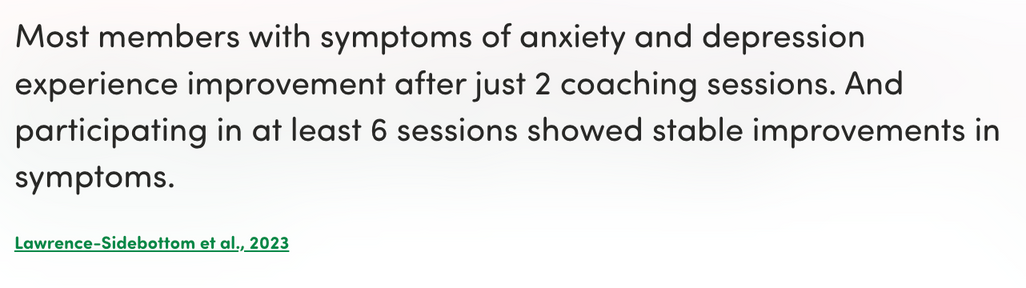 Most members with symptoms of anxiety and depression
experience improvement after just 2 coaching sessions. And
participating in at least 6 sessions showed stable improvements in
symptoms.
Lawrence-Sidebottom et al., 2023